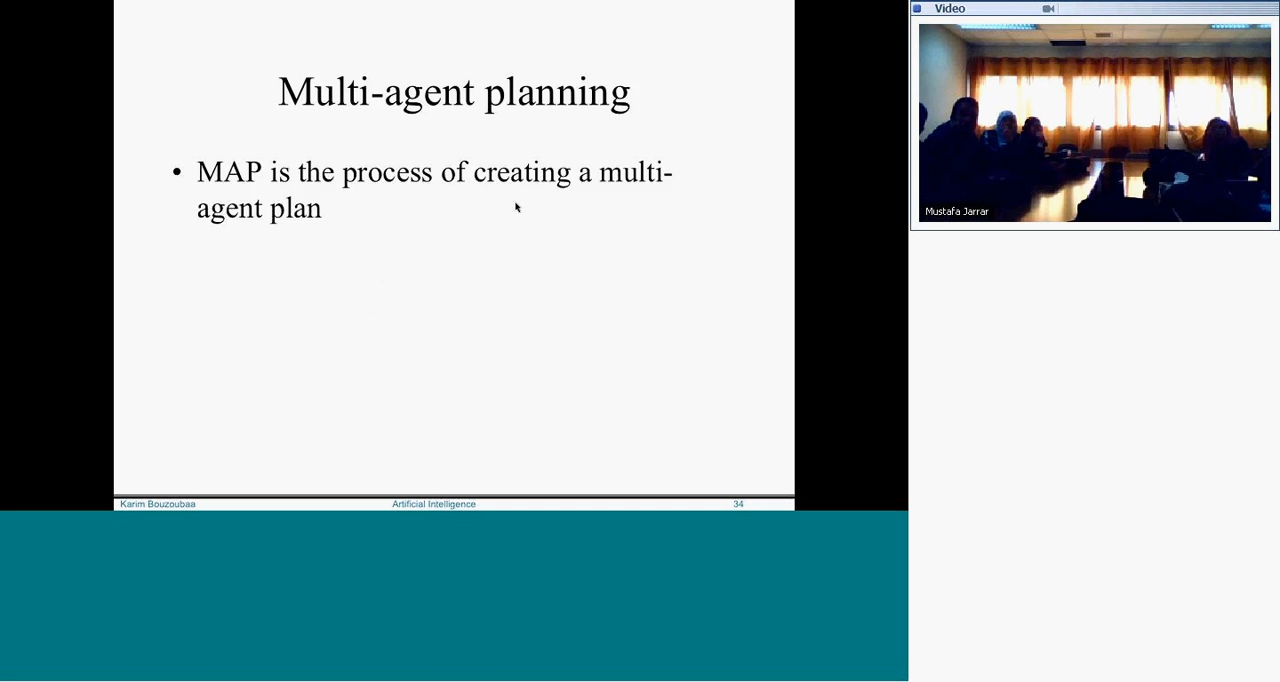 Multi-agent planning
• MAP is the process of creating a multi-
agent plan
Karim Bouzoubaa Artificial Intelligence 34
Video
Mustafa Jarrar